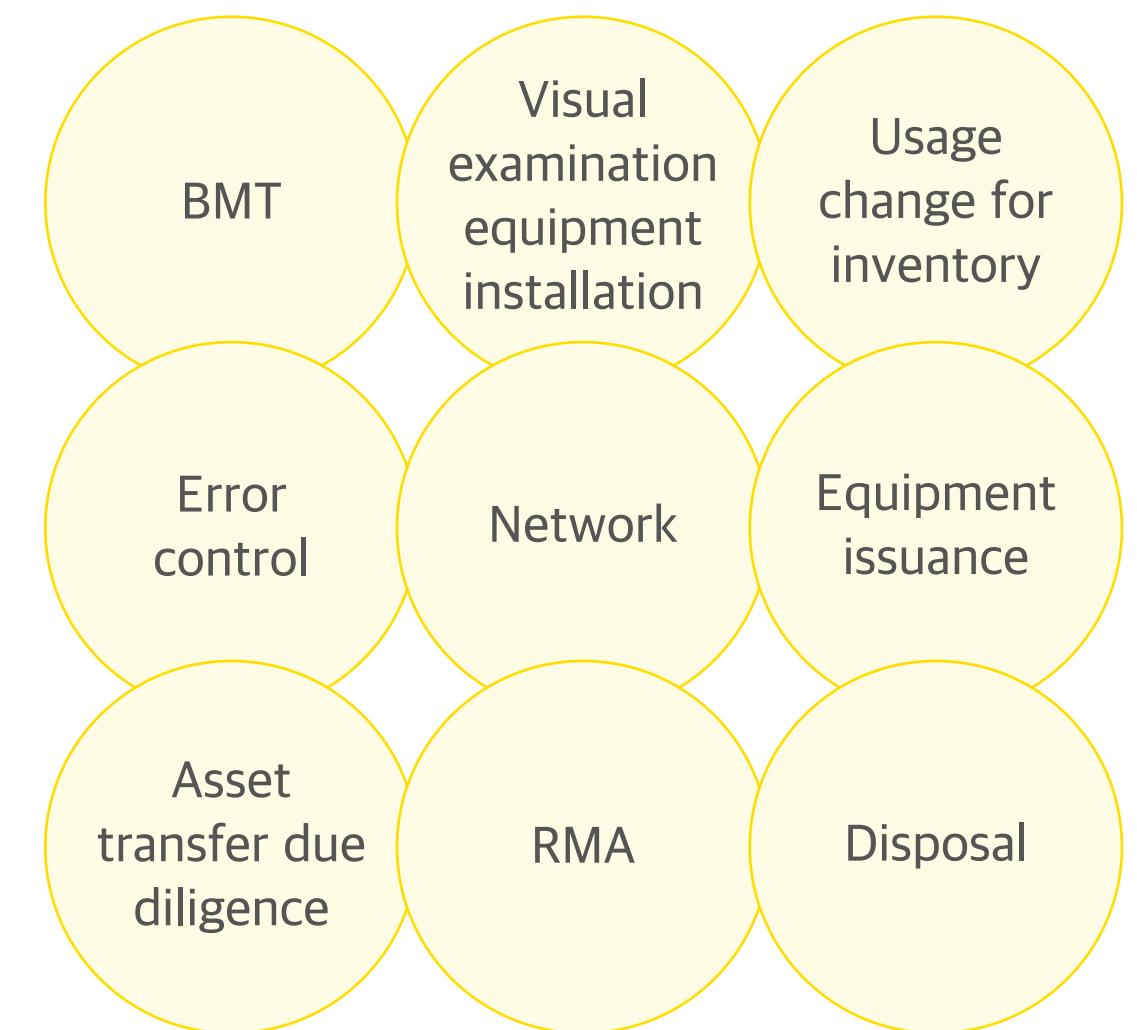 BMT
Visual
examination
equipment
installation
Usage
change for
inventory
Error
control
Network
Equipment
issuance
Asset
transfer due
diligence
RMA
Disposal